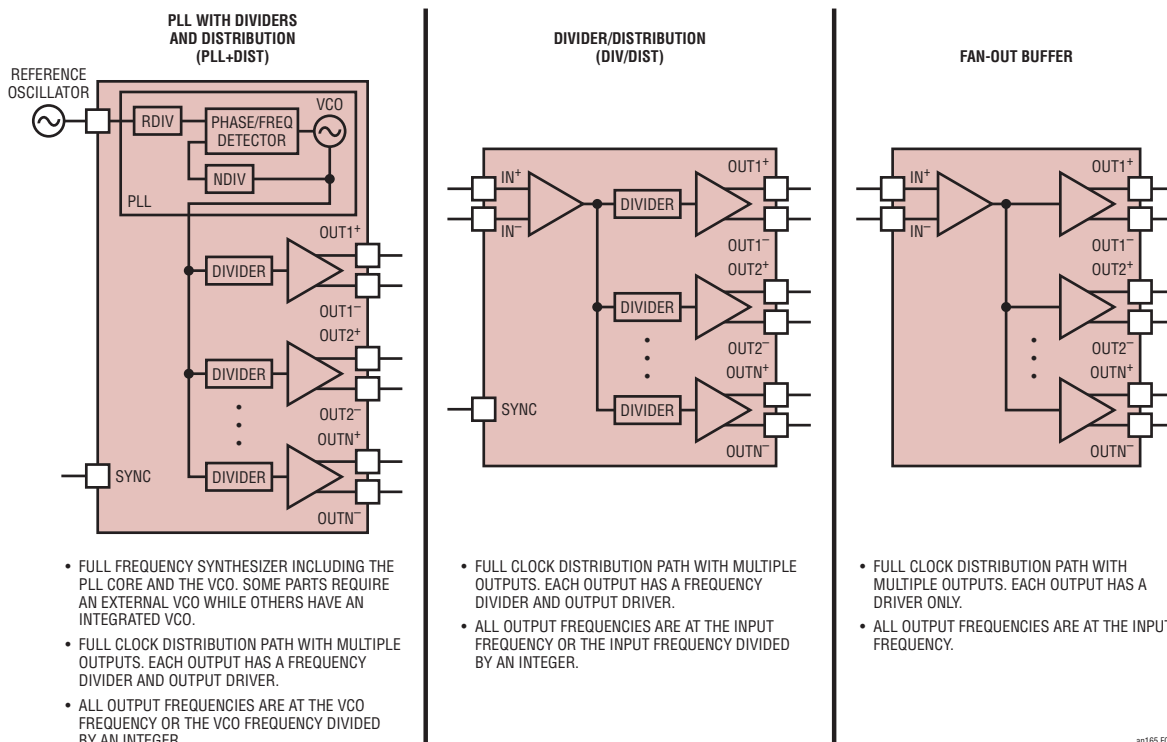 PLL WITH DIVIDERS
AND DISTRIBUTION
(PLL+DIST)
REFERENCE
OSCILLATOR
RDIV
PHASE/FREQ
DETECTOR
VCO
NDIV
PLL
OUT1+
DIVIDER
OUT1–
OUT2+
DIVIDER
OUT2–
OUTN+
SYNC
DIVIDER
OUTN–
• FULL FREQUENCY SYNTHESIZER INCLUDING THE
PLL CORE AND THE VCO. SOME PARTS REQUIRE
AN EXTERNAL VCO WHILE OTHERS HAVE AN
INTEGRATED VCO.
• FULL CLOCK DISTRIBUTION PATH WITH MULTIPLE
OUTPUTS. EACH OUTPUT HAS A FREQUENCY
DIVIDER AND OUTPUT DRIVER.
• ALL OUTPUT FREQUENCIES ARE AT THE VCO
FREQUENCY OR THE VCO FREQUENCY DIVIDED
BY AN INTEGER
DIVIDER/DISTRIBUTION
(DIV/DIST)
IN+
IN–
OUT1+
DIVIDER
OUT1–
OUT2+
DIVIDER
OUT2–
OUTN+
SYNC
DIVIDER
OUTN–
• FULL CLOCK DISTRIBUTION PATH WITH MULTIPLE
OUTPUTS. EACH OUTPUT HAS A FREQUENCY
DIVIDER AND OUTPUT DRIVER.
• ALL OUTPUT FREQUENCIES ARE AT THE INPUT
FREQUENCY OR THE INPUT FREQUENCY DIVIDED
BY AN INTEGER.
FAN-OUT BUFFER
IN+
IN–
OUT1+
OUT1–
OUT2+
OUT2–
OUTN+
OUTN–
• FULL CLOCK DISTRIBUTION PATH WITH
MULTIPLE OUTPUTS. EACH OUTPUT HAS A
DRIVER ONLY.
• ALL OUTPUT FREQUENCIES ARE AT THE INPUT
FREQUENCY.
an165